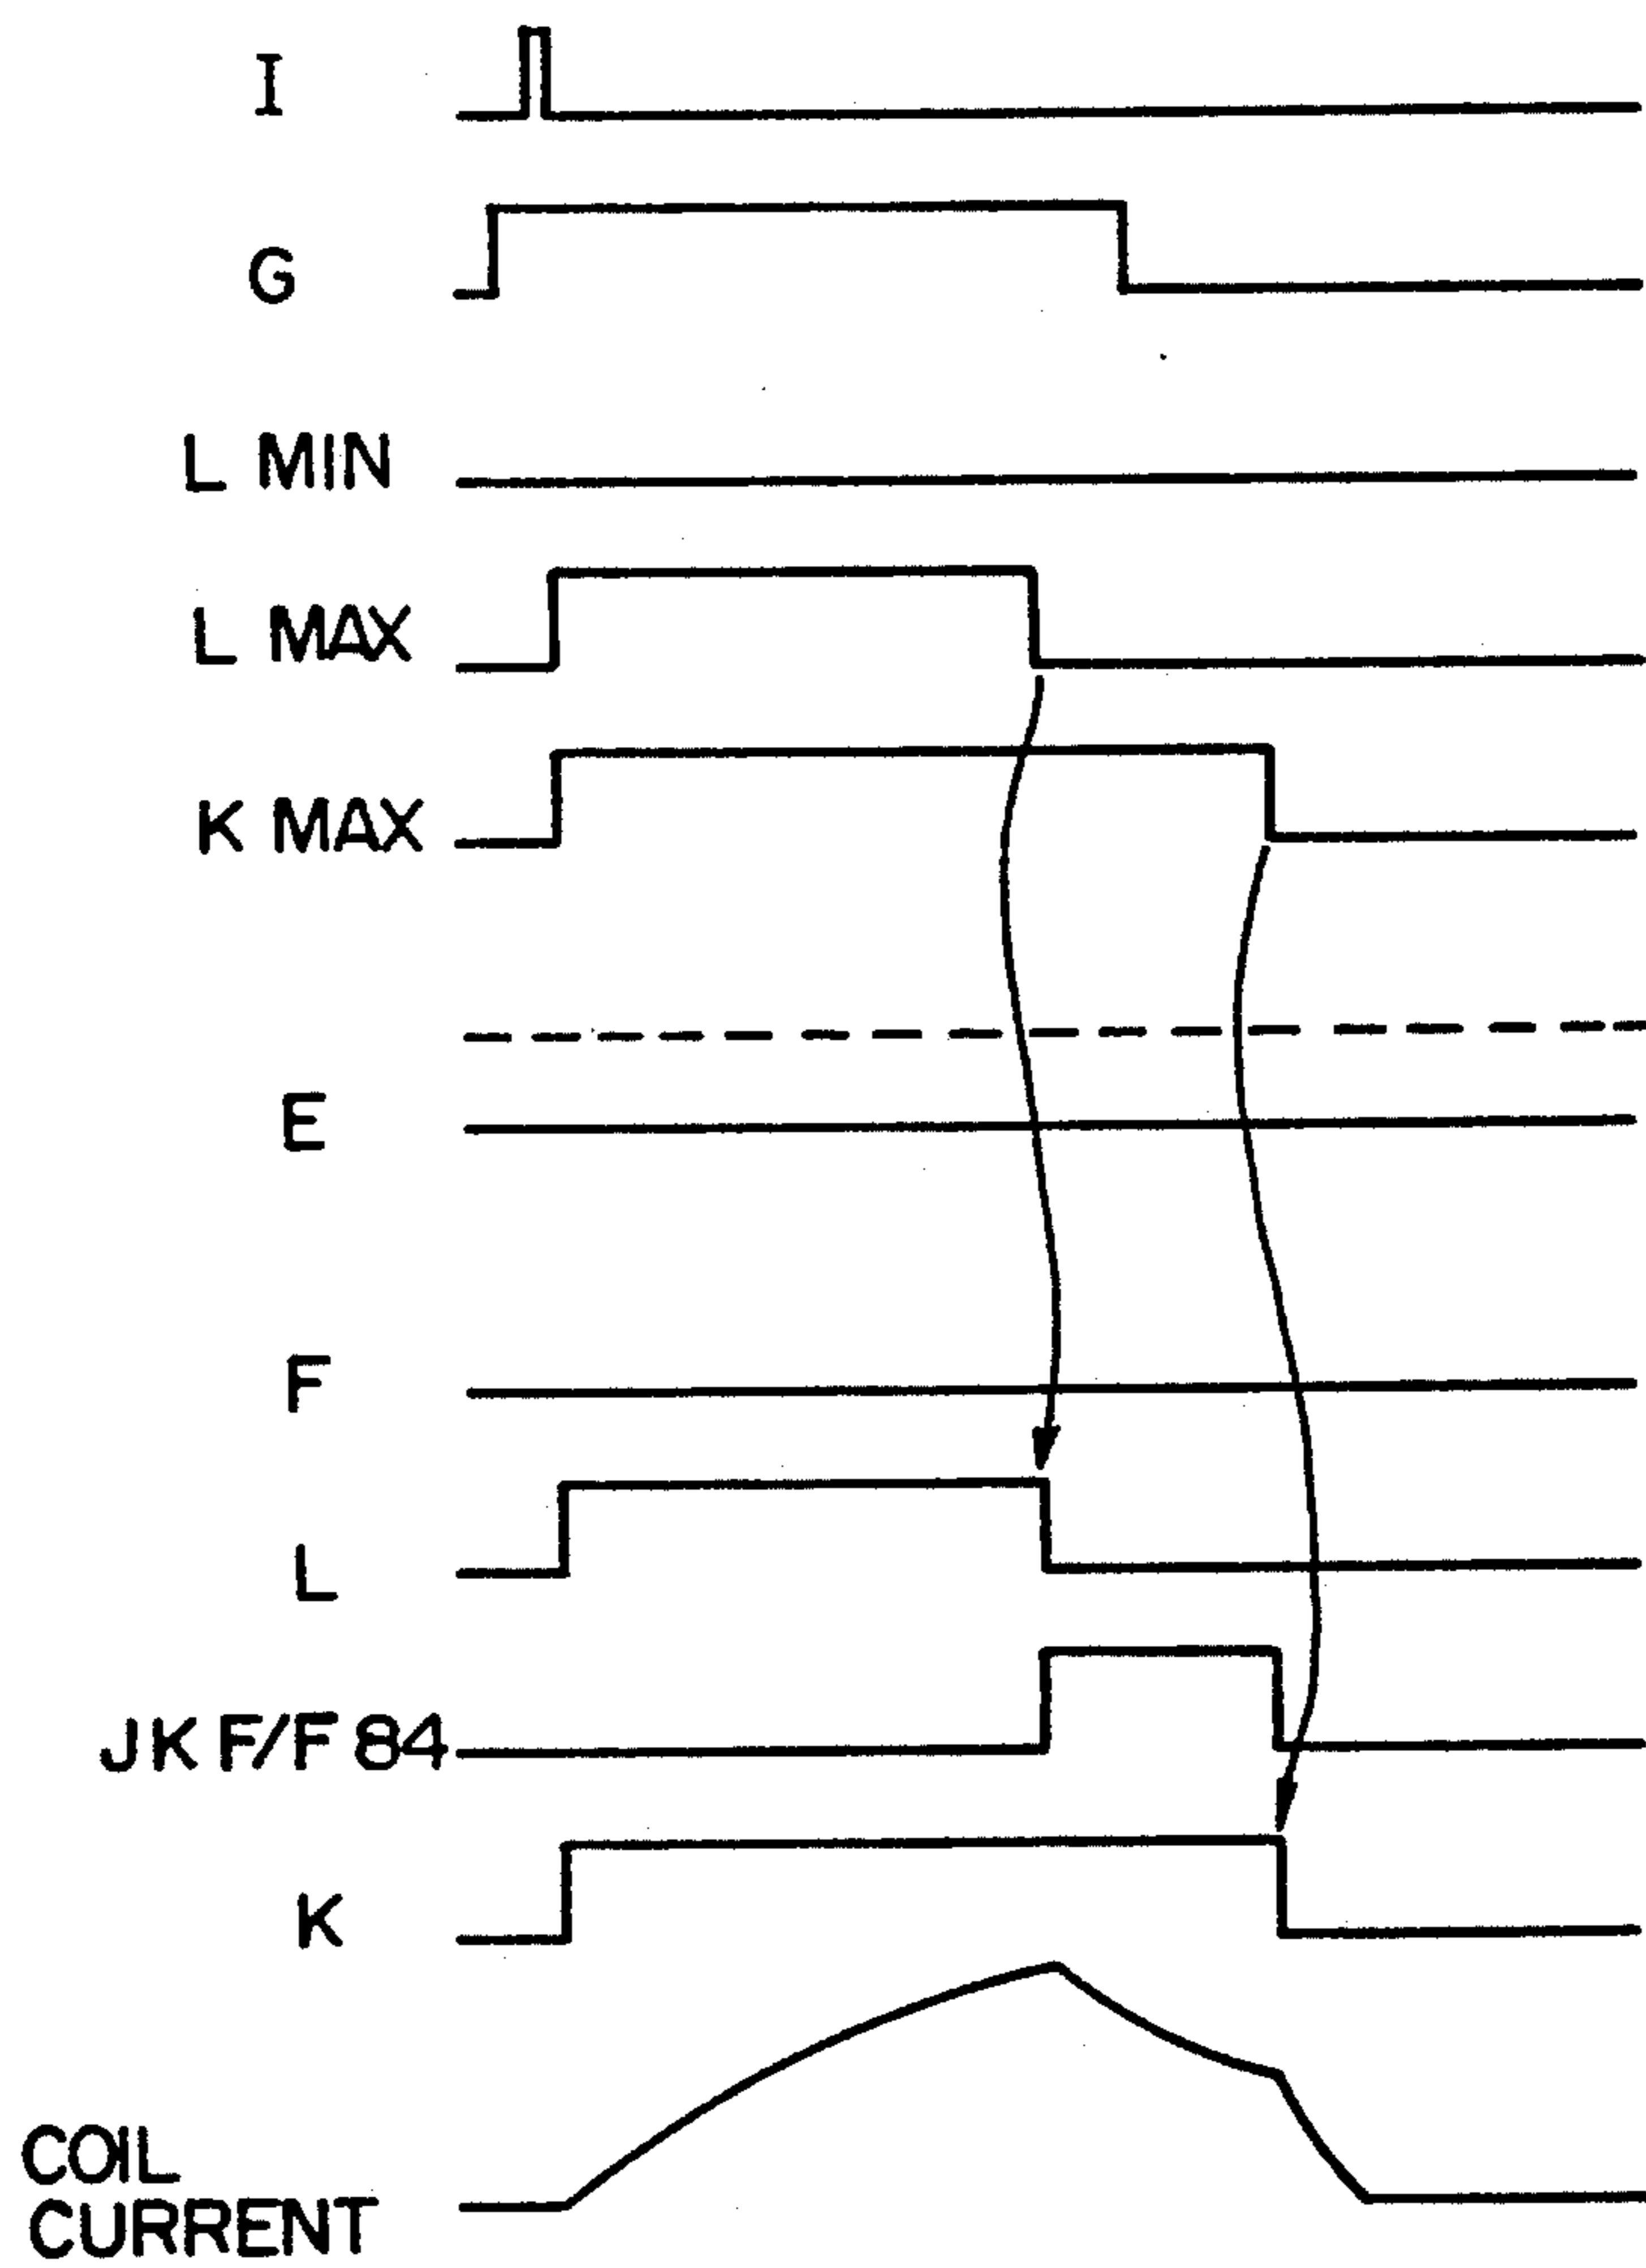 I
G
L MIN
L MAX
K MAX
E
F
L
JK F/F 84
K
COIL
CURRENT